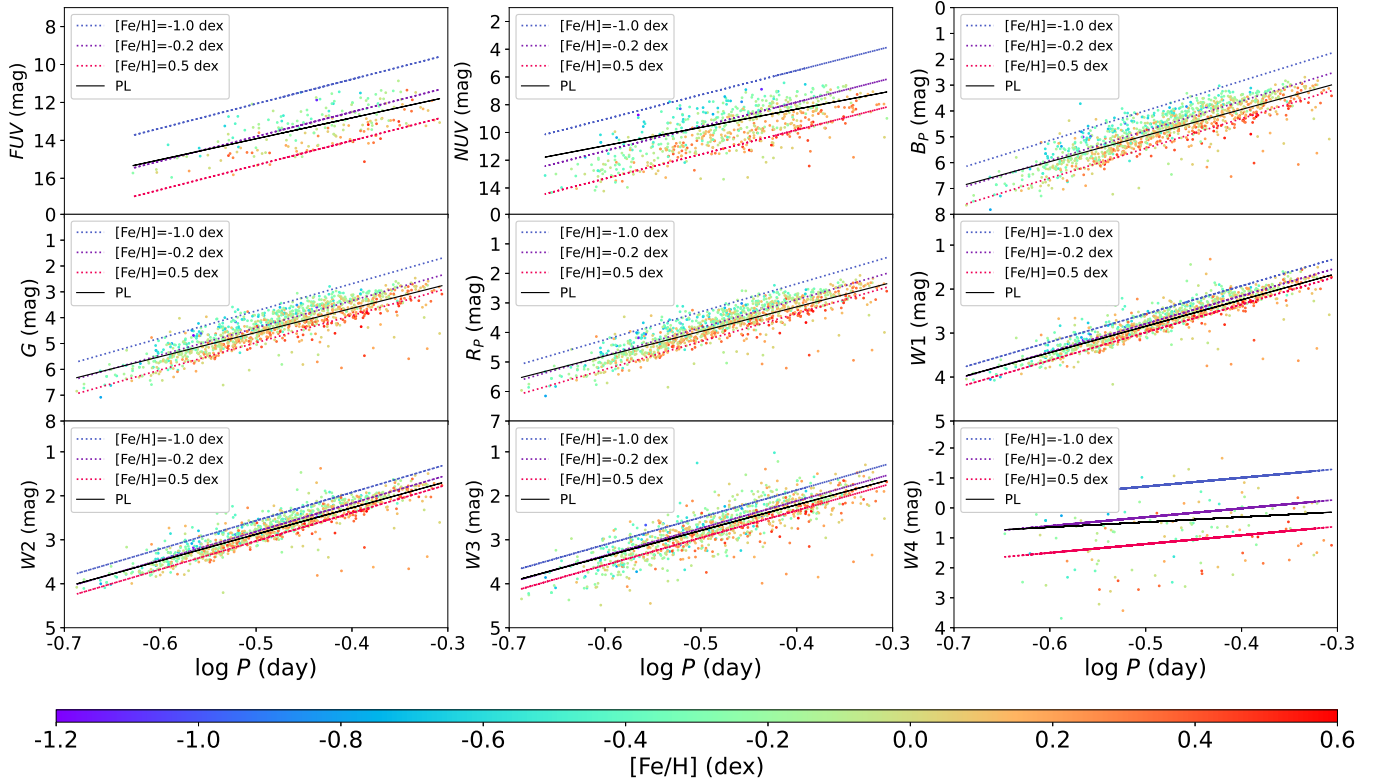 FUV (mag)
8
10
12
14
16
[Fe/H]=-1.0 dex
[Fe/H]=-0.2 dex
[Fe/H]=0.5 dex
PL
NUV (mag)
2
4
6
8
10
12
14
[Fe/H]=-1.0 dex
[Fe/H]=-0.2 dex
[Fe/H]=0.5 dex
PL
B_P (mag)
0
1
2
3
4
5
6
7
8
[Fe/H]=-1.0 dex
[Fe/H]=-0.2 dex
[Fe/H]=0.5 dex
PL
G (mag)
0
1
2
3
4
5
6
7
8
[Fe/H]=-1.0 dex
[Fe/H]=-0.2 dex
[Fe/H]=0.5 dex
PL
R_P (mag)
0
1
2
3
4
5
6
7
[Fe/H]=-1.0 dex
[Fe/H]=-0.2 dex
[Fe/H]=0.5 dex
PL
W1 (mag)
1
2
3
4
5
[Fe/H]=-1.0 dex
[Fe/H]=-0.2 dex
[Fe/H]=0.5 dex
PL
W2 (mag)
1
2
3
4
5
[Fe/H]=-1.0 dex
[Fe/H]=-0.2 dex
[Fe/H]=0.5 dex
PL
-0.7 -0.6 -0.5 -0.4 -0.3
log P (day)
W3 (mag)
1
2
3
4
5
[Fe/H]=-1.0 dex
[Fe/H]=-0.2 dex
[Fe/H]=0.5 dex
PL
-0.7 -0.6 -0.5 -0.4 -0.3
log P (day)
W4 (mag)
-2
-1
0
1
2
3
4
[Fe/H]=-1.0 dex
[Fe/H]=-0.2 dex
[Fe/H]=0.5 dex
PL
-0.7 -0.6 -0.5 -0.4 -0.3
log P (day)
-1.2 -1.0 -0.8 -0.6 -0.4 -0.2 0.0 0.2 0.4 0.6
[Fe/H] (dex)